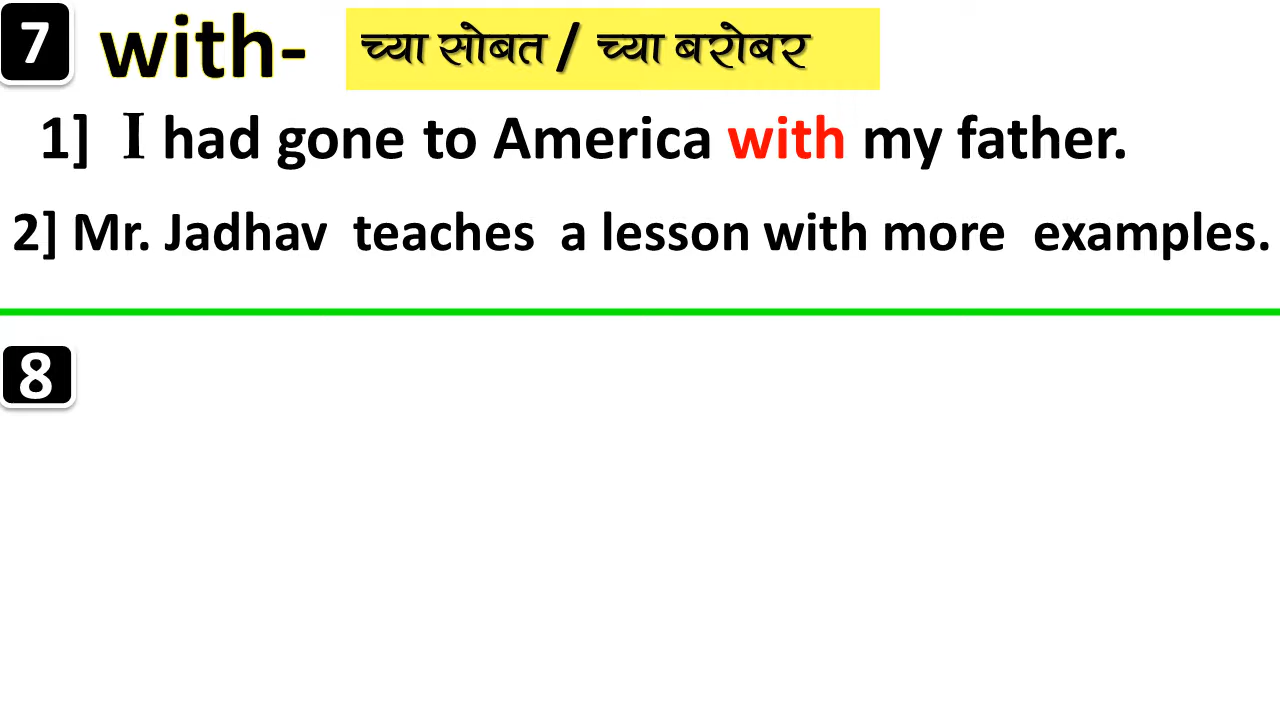 7 with- च्या सोबत / च्या बरोबर
1] I had gone to America with my father.
2] Mr. Jadhav teaches a lesson with more examples.
8